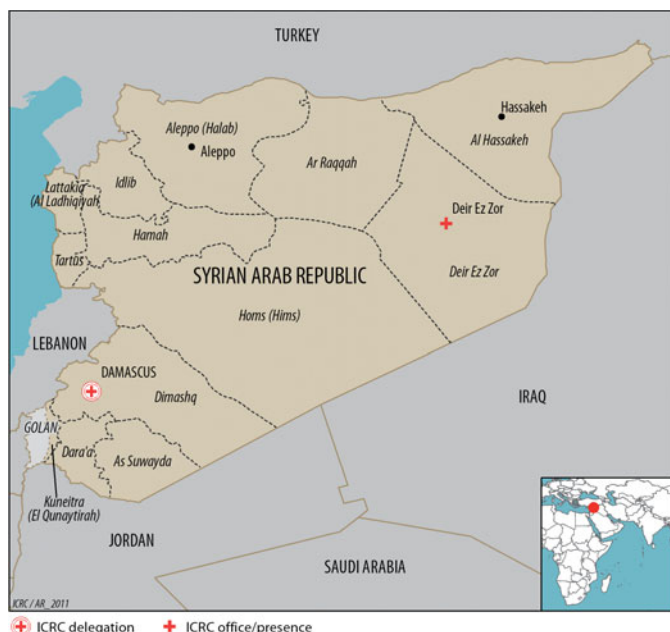 TURKEY
Hassakeh
Aleppo (Halab)
Aleppo
Al Hassakeh
Ar Raqqah
Idlib
Lattakia
(Al Ladhiqiyah)
Deir Ez Zor
Hamah
Tartūs
SYRIAN ARAB REPUBLIC
Deir Ez Zor
Homs (Hims)
LEBANON
DAMASCUS
Dimashq
IRAQ
GOLAN
Dara'a
As Suwayda
Kuneitra
(El Qunaytirah)
JORDAN
SAUDI ARABIA
ICRC / AR_2011
ICRC delegation
ICRC office/presence